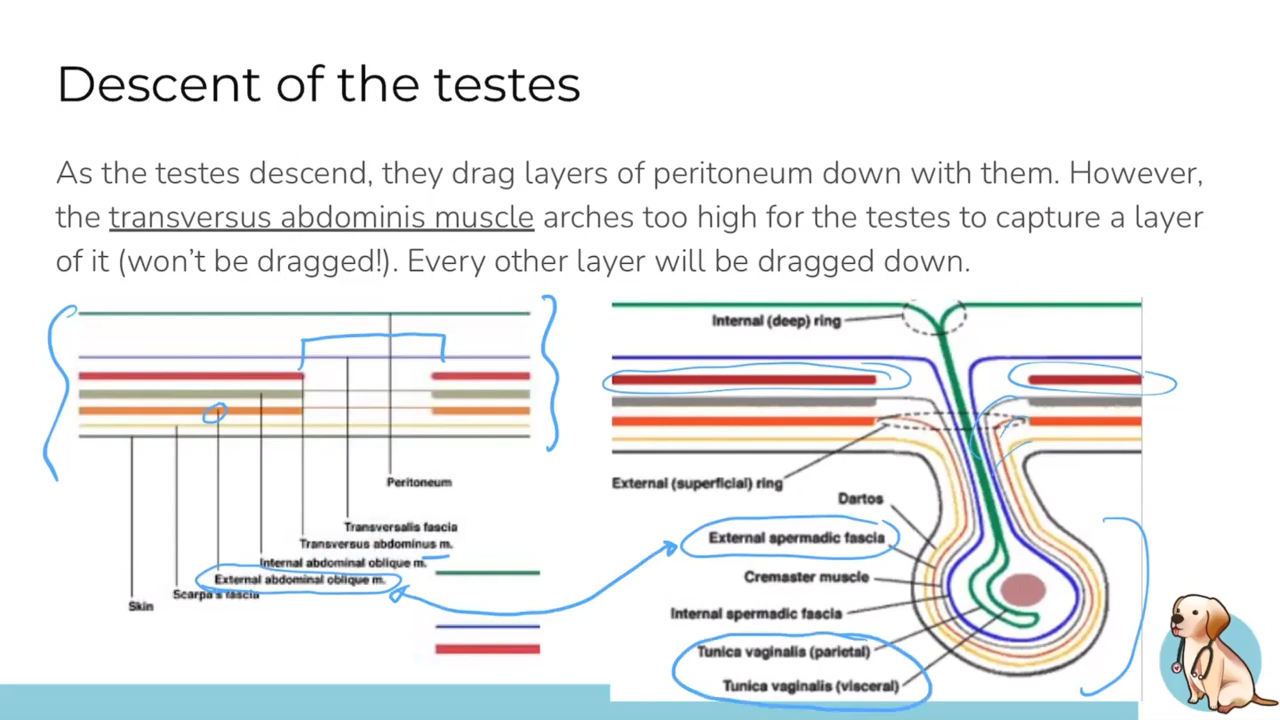 Descent of the testes
As the testes descend, they drag layers of peritoneum down with them. However,
the transversus abdominis muscle arches too high for the testes to capture a layer
of it (won't be dragged!). Every other layer will be dragged down.
Peritoneum
Transversalis fascia
Transversus abdominus m.
Internal abdominal oblique m.
External abdominal oblique m.
Scarpa's fascia
Skin
Internal (deep) ring
External (superficial) ring
Dartos
External spermadic fascia
Cremaster muscle
Internal spermadic fascia
Tunica vaginalis (parietal)
Tunica vaginalis (visceral)